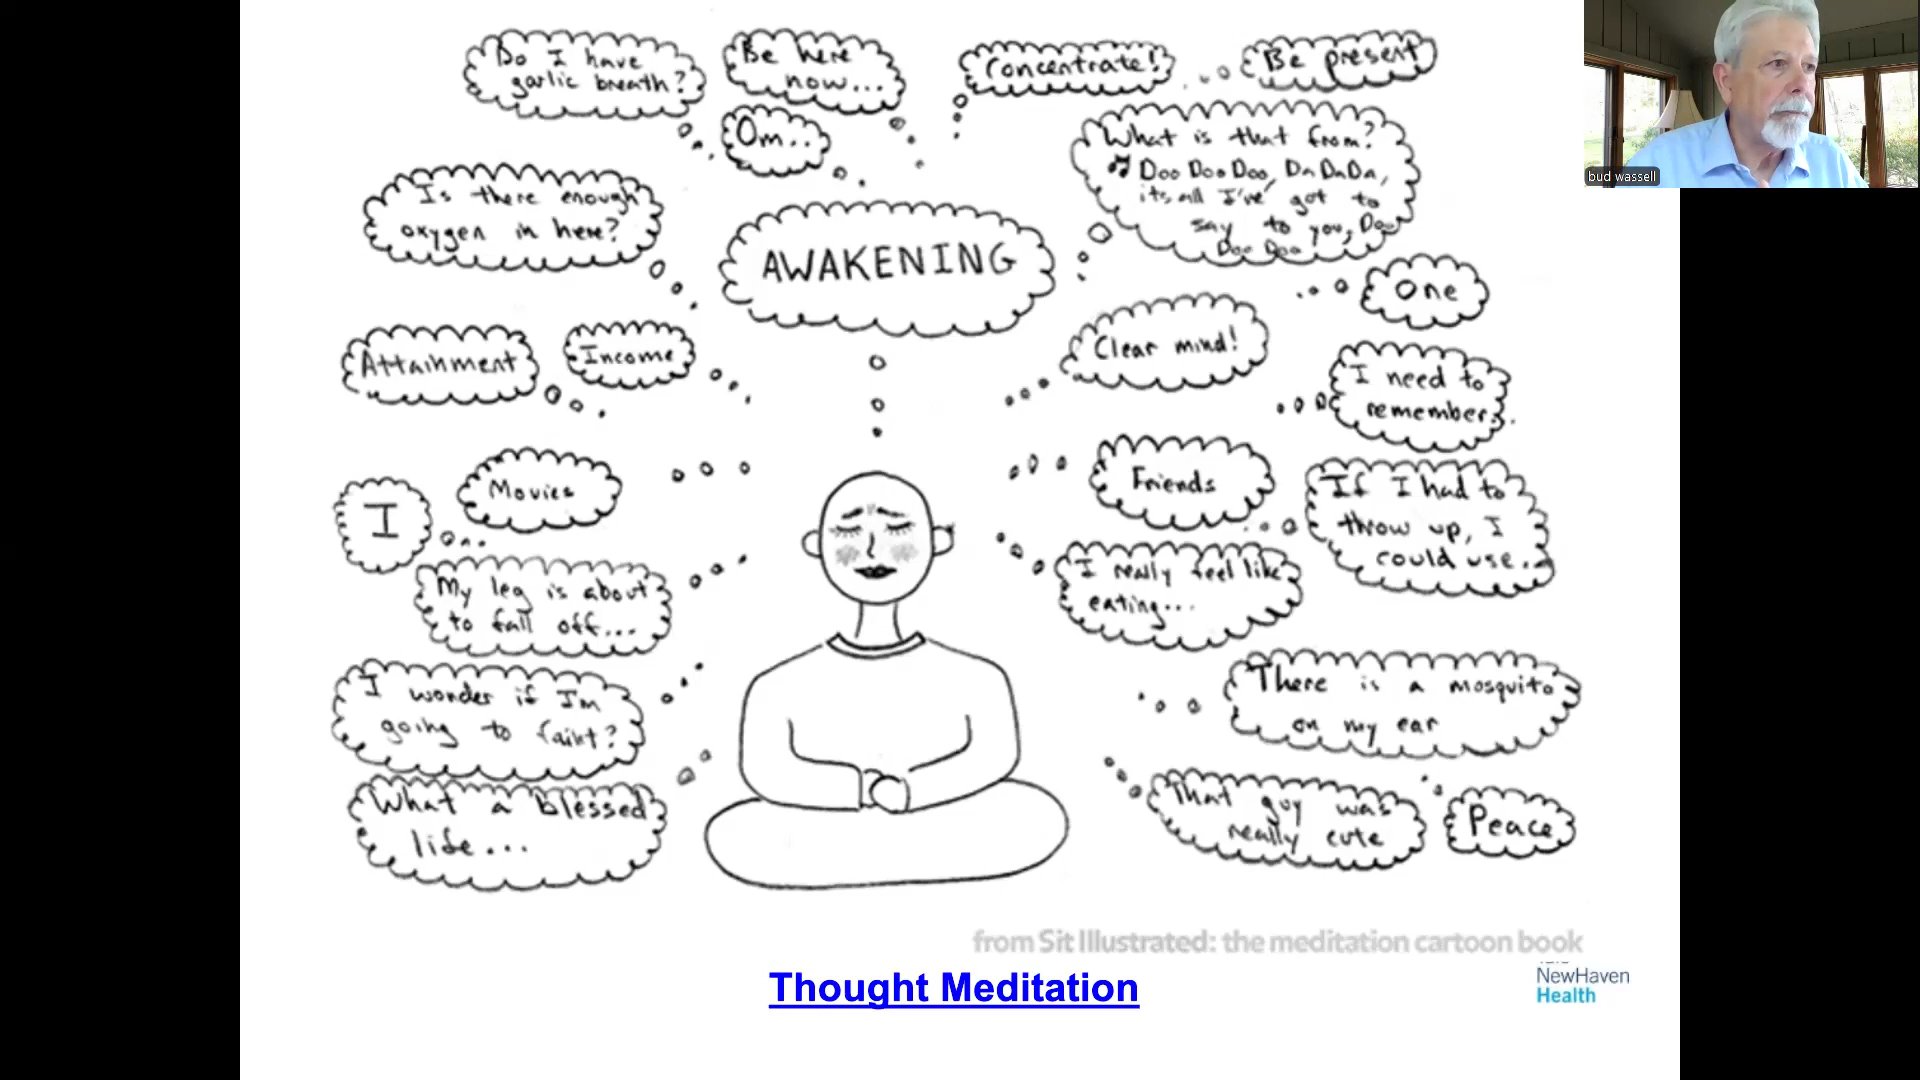 Do I have
garlic breath?
Be here
now...
Concentrate!
Be present
bud wassell
Om..
What is that from?
Doo Doo Doo, Da Da Da,
its all I've got to
say to you, Doo
Doo Doo
Is there enough
oxygen in here?
AWAKENING
One
Attainment
Income
Clear mind!
I need to
remember...
I
Movies
Friends
If I had to
throw up, I
could use...
My leg is about
to fall off...
I really feel like
eating...
I wonder if I'm
going to faint?
There is a mosquito
on my ear
What a blessed
life...
That guy was
really cute
Peace
from Sit Illustrated: the meditation cartoon book
Thought Meditation
NewHaven
Health